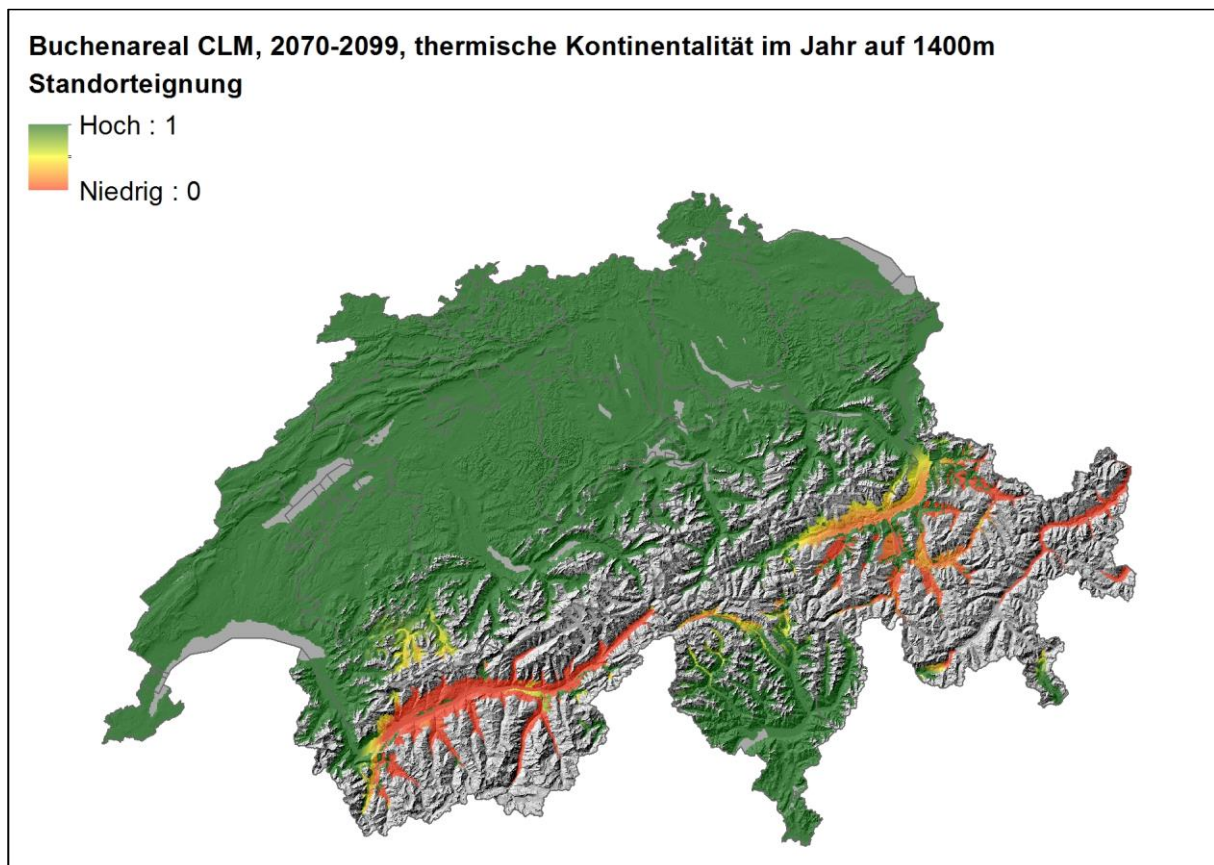 Buchenareal CLM, 2070-2099, thermische Kontinentalität im Jahr auf 1400m
Standorteignung
Hoch : 1
Niedrig : 0